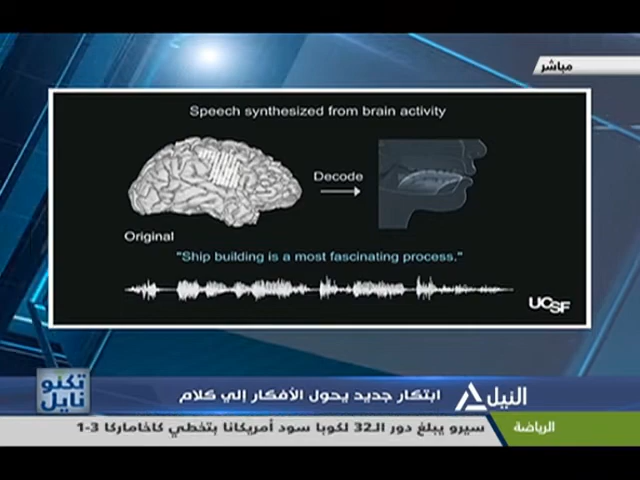 مباشر
Speech synthesized from brain activity
Decode
Original
"Ship building is a most fascinating process."
UCSF
تكنو
نايل
ابتكار جديد يحول الأفكار إلي كلام
النيل
الرياضة
سيرو يبلغ دور الـ32 لكوبا سود أمريكانا بتخطي كاخاماركا 3-1